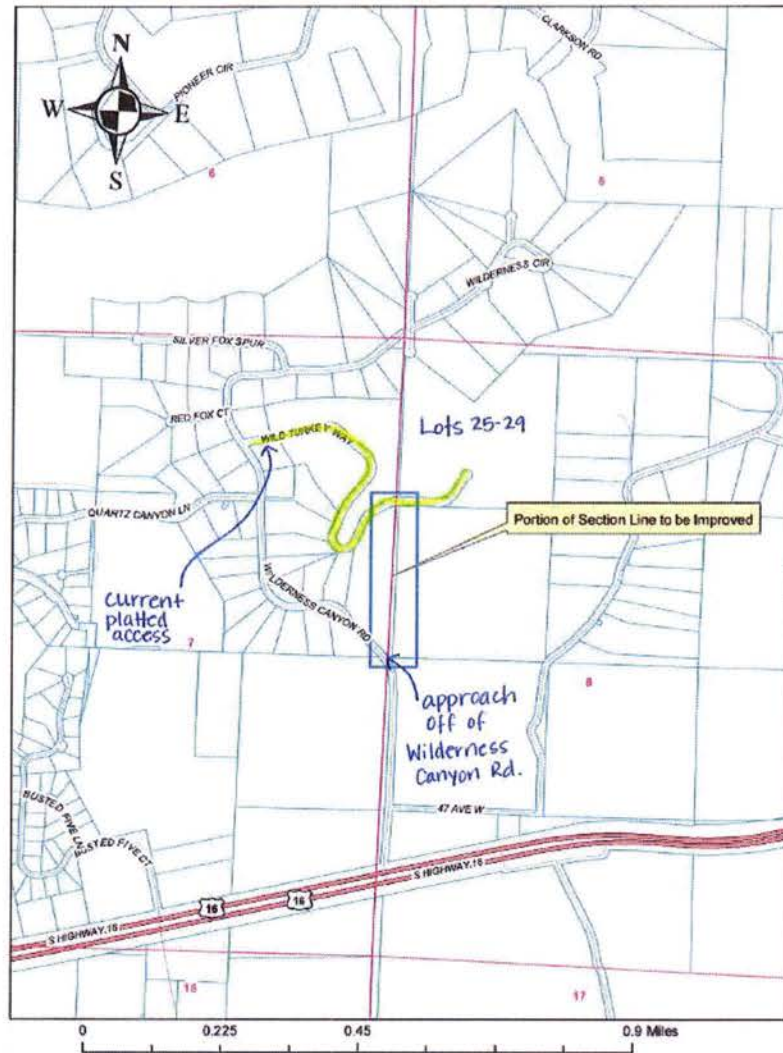 CLARKSON RD
N
PIONEER CIR
W
E
S
6
5
WILDERNESS CIR
SILVER FOX SPUR
RED FOX CT
WILD TURKEY WAY
Lots 25-29
QUARTZ CANYON LN
Portion of Section Line to be Improved
WILDERNESS CANYON RD
current
platted
access
7
8
approach
off of
Wilderness
Canyon Rd.
BUSTED FIVE LN
BUSTED FIVE CT
47 AVE W
16
16
S HIGHWAY 16
S HIGHWAY 16
18
17
0
0.225
0.45
0.9 Miles